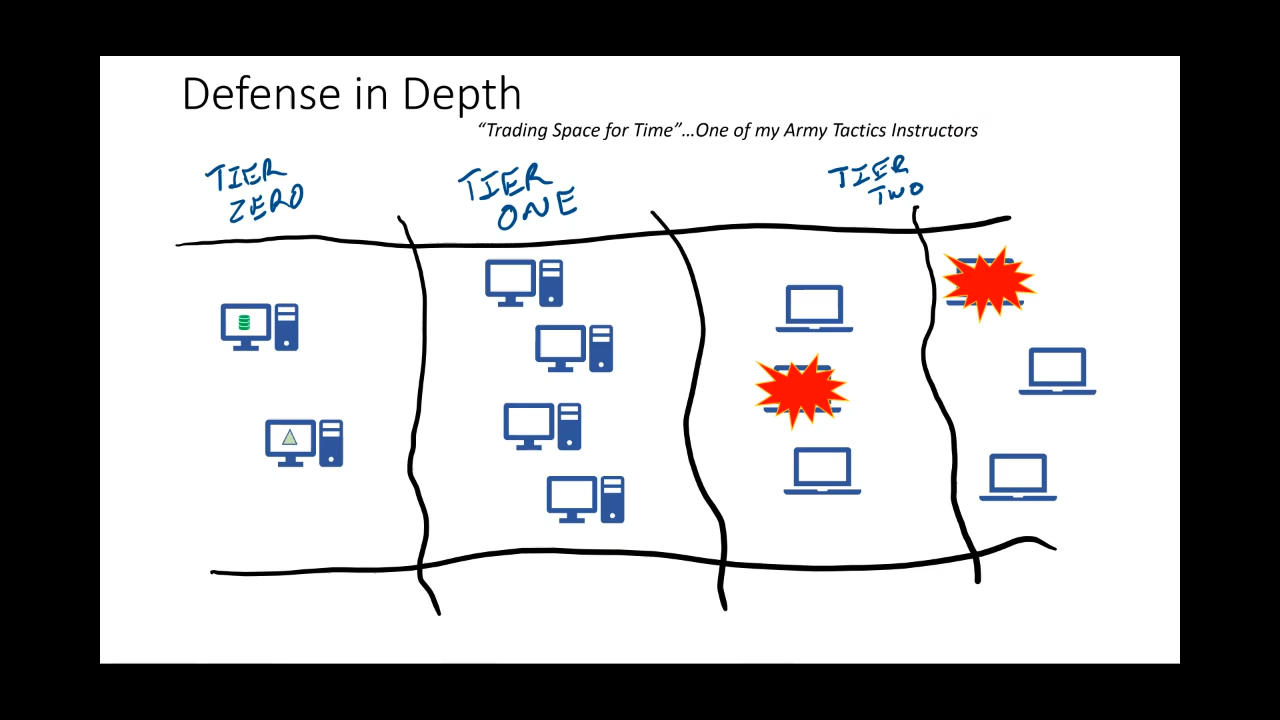 Defense in Depth
“Trading Space for Time”...One of my Army Tactics Instructors
TIER
ZERO
TIER
ONE
TIER
TWO